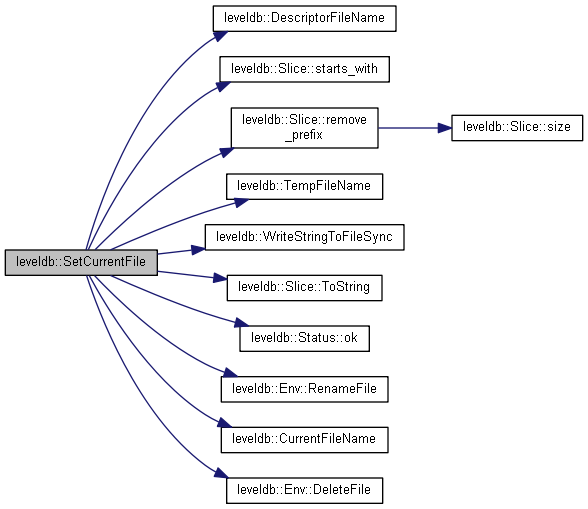 leveldb::DescriptorFileName
leveldb::Slice::starts_with
leveldb::Slice::remove
_prefix
leveldb::Slice::size
leveldb::TempFileName
leveldb::WriteStringToFileSync
leveldb::SetCurrentFile
leveldb::Slice::ToString
leveldb::Status::ok
leveldb::Env::RenameFile
leveldb::CurrentFileName
leveldb::Env::DeleteFile